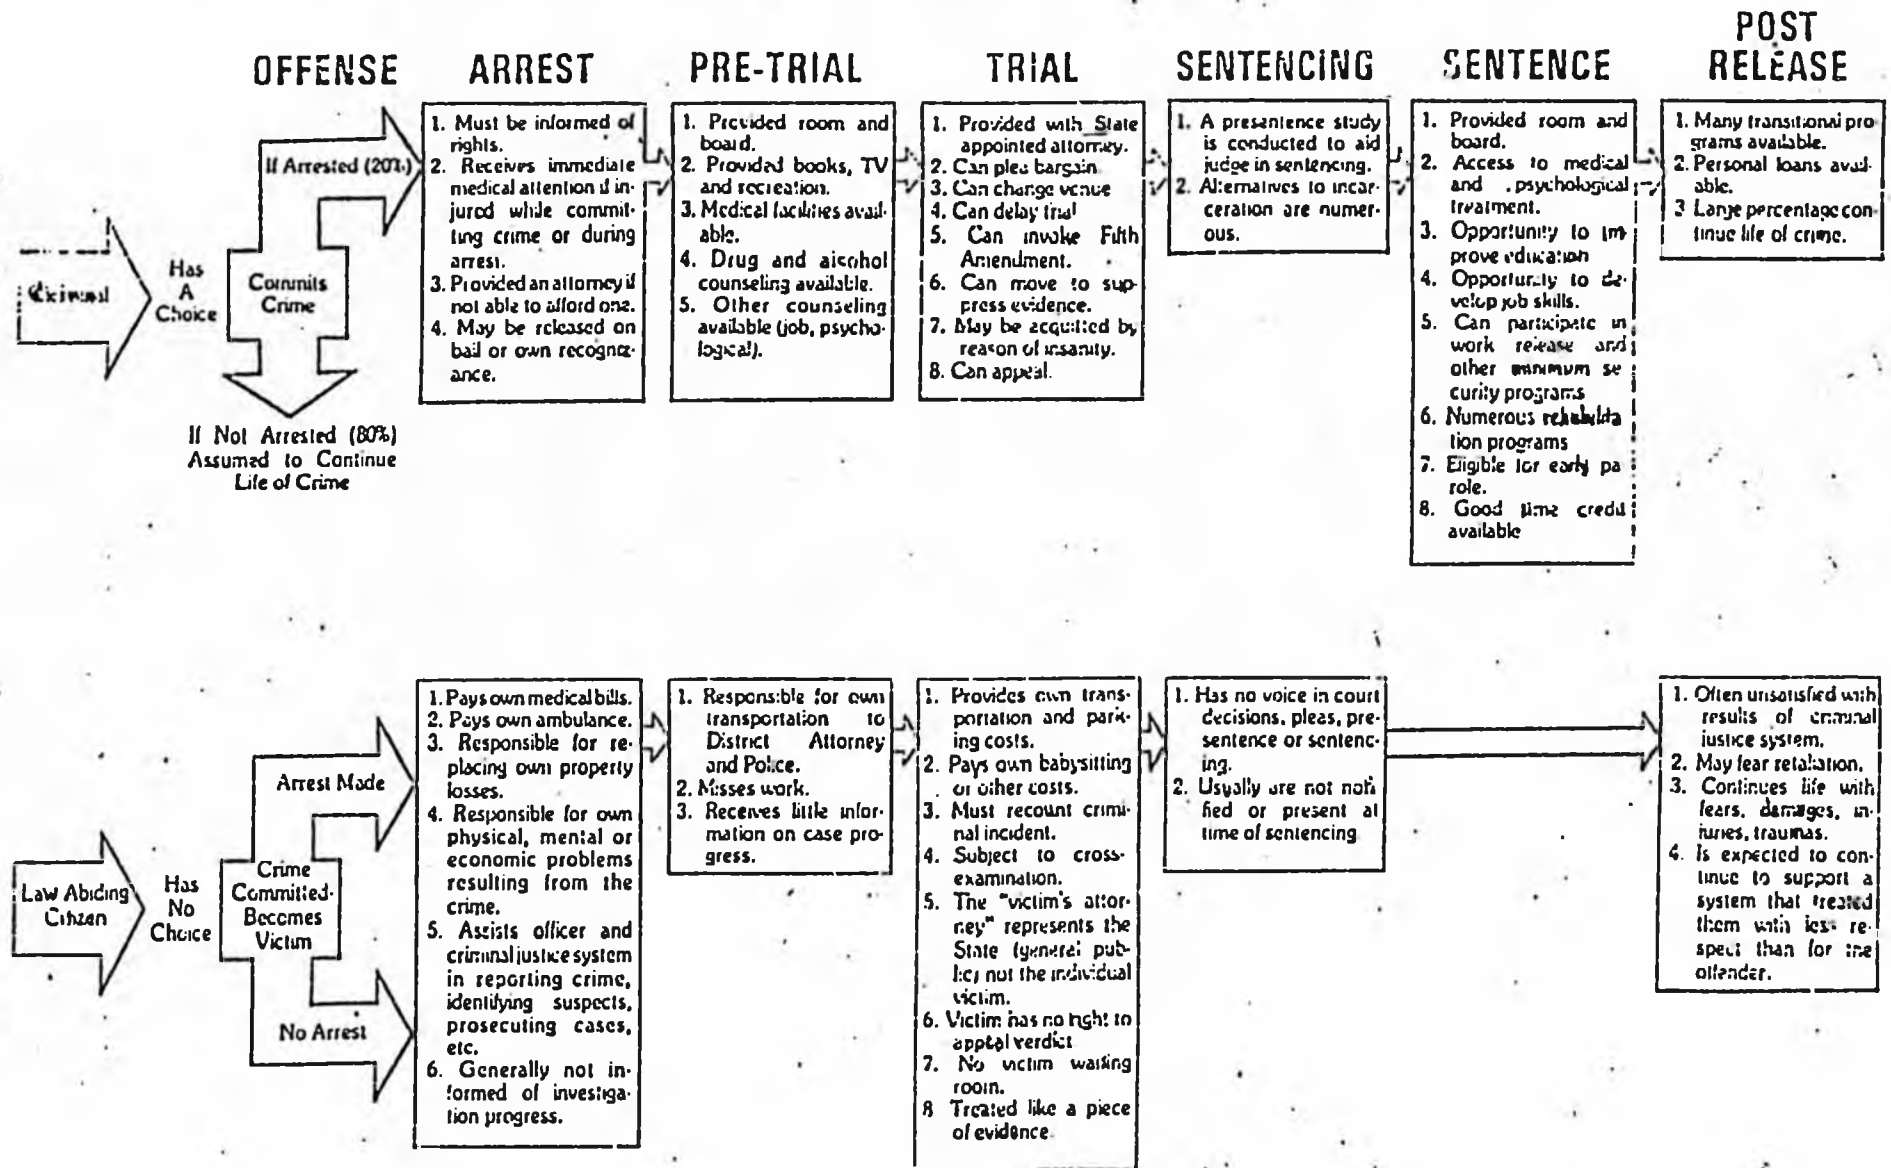 OFFENSE
ARREST
PRE-TRIAL
TRIAL
SENTENCING
SENTENCE
POST
RELEASE
Criminal
Has
A
Choice
Commits
Crime
If Arrested (20%)
If Not Arrested (80%)
Assumed to Continue
Life of Crime
1. Must be informed of
rights.
2. Receives immediate
medical attention if in-
jured while commit-
ting crime or during
arrest.
3. Provided an attorney if
not able to afford one.
4. May be released on
bail or own recogniz-
ance.
1. Provided room and
board.
2. Provided books, TV
and recreation.
3. Medical facilities avail-
able.
4. Drug and alcohol
counseling available.
5. Other counseling
available (job, psycho-
logical).
1. Provided with State
appointed attorney.
2. Can plea bargain.
3. Can change venue
4. Can delay trial
5. Can invoke Fifth
Amendment.
6. Can move to sup-
press evidence.
7. May be acquitted by
reason of insanity.
8. Can appeal.
1. A presentence study
is conducted to aid
judge in sentencing.
2. Alternatives to incar-
ceration are numer-
ous.
1. Provided room and
board.
2. Access to medical
and psychological
treatment.
3. Opportunity to im
prove education
4. Opportunity to de-
velop job skills.
5. Can participate in
work release and
other minimum se
curity programs
6. Numerous rehabilita
tion programs
7. Eligible for early pa
role.
8. Good time credit
available
1. Many transitional pro
grams available.
2. Personal loans avail-
able.
3 Large percentage con
tinue life of crime.
Law Abiding
Citizen
Has
No
Choice
Crime
Committed-
Becomes
Victim
Arrest Made
No Arrest
1. Pays own medical bills.
2. Pays own ambulance.
3. Responsible for re-
placing own property
losses.
4. Responsible for own
physical, mental or
economic problems
resulting from the
crime.
5. Assists officer and
criminal justice system
in reporting crime,
identifying suspects,
prosecuting cases,
etc.
6. Generally not in-
formed of investiga-
tion progress.
1. Responsible for own
transportation to
District Attorney
and Police.
2. Misses work.
3. Receives little infor-
mation on case pro-
gress.
1. Provides own trans-
portation and park-
ing costs.
2. Pays own babysitting
or other costs.
3. Must recount crimi-
nal incident.
4. Subject to cross-
examination.
5. The "victim's attor-
ney" represents the
State (general pub-
lic) not the individual
victim.
6. Victim has no right to
appeal verdict
7. No victim waiting
room.
8 Treated like a piece
of evidence.
1. Has no voice in court
decisions, pleas, pre-
sentence or sentenc-
ing.
2. Usually are not noti
fied or present at
time of sentencing
1. Often unsatisfied with
results of criminal
justice system.
2. May fear retaliation.
3. Continues life with
fears, damages, in-
juries, traumas.
4. Is expected to con-
tinue to support a
system that treated
them with less re-
spect than for the
offender.